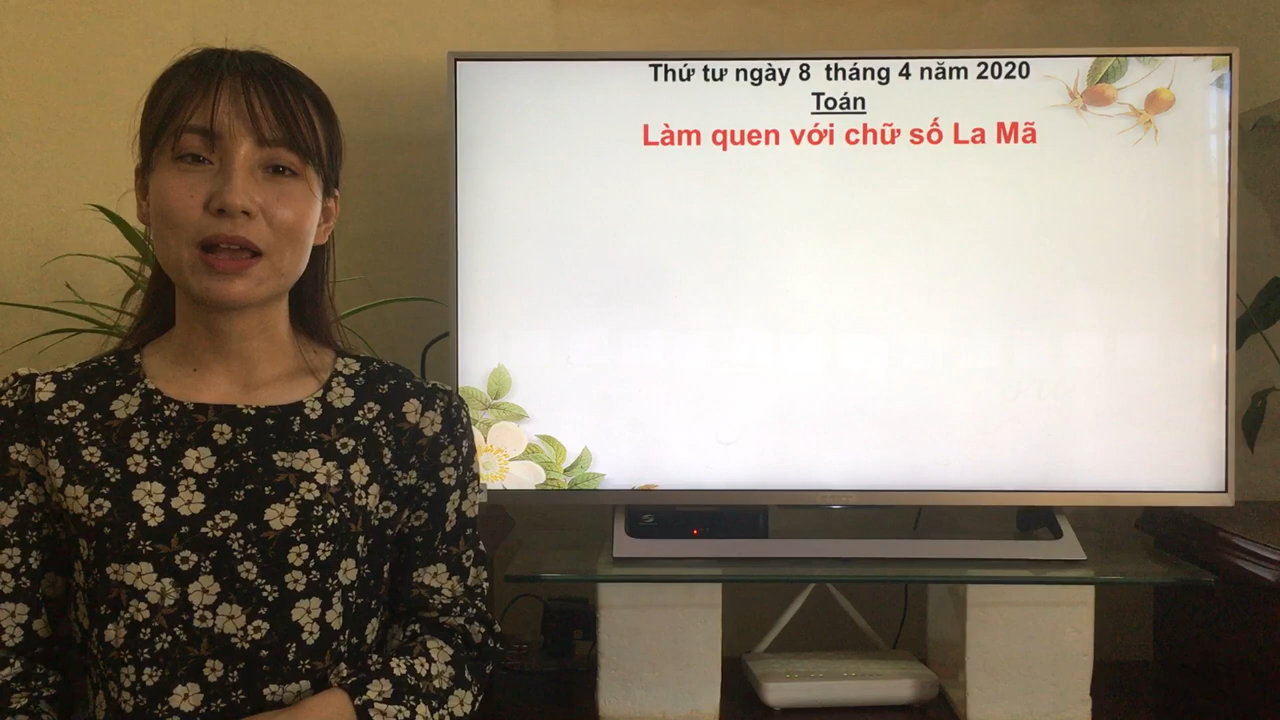 Thứ tư ngày 8 tháng 4 năm 2020
Toán
Làm quen với chữ số La Mã